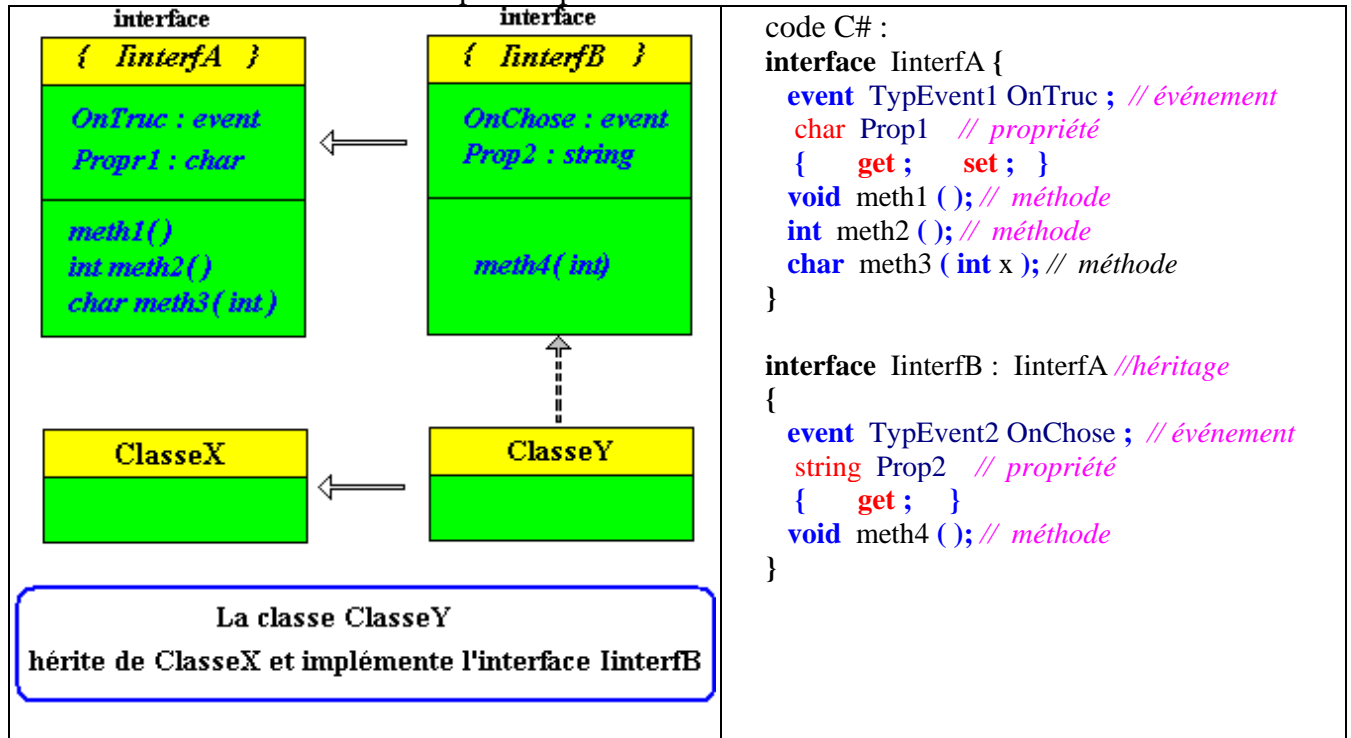 interface
{ IinterfA }
OnTruc : event
Propr1 : char
meth1()
int meth2()
char meth3( int )
interface
{ IinterfB }
OnChose : event
Prop2 : string
meth4( int)
ClasseX
ClasseY
La classe ClasseY
hérite de ClasseX et implémente l'interface IinterfB
code C# :
interface IinterfA {
event TypEvent1 OnTruc ; // événement
char Prop1 // propriété
{ get ; set ; }
void meth1 ( ); // méthode
int meth2 ( ); // méthode
char meth3 ( int x ); // méthode
}
interface IinterfB : IinterfA //héritage
{
event TypEvent2 OnChose ; // événement
string Prop2 // propriété
{ get ; }
void meth4 ( ); // méthode
}